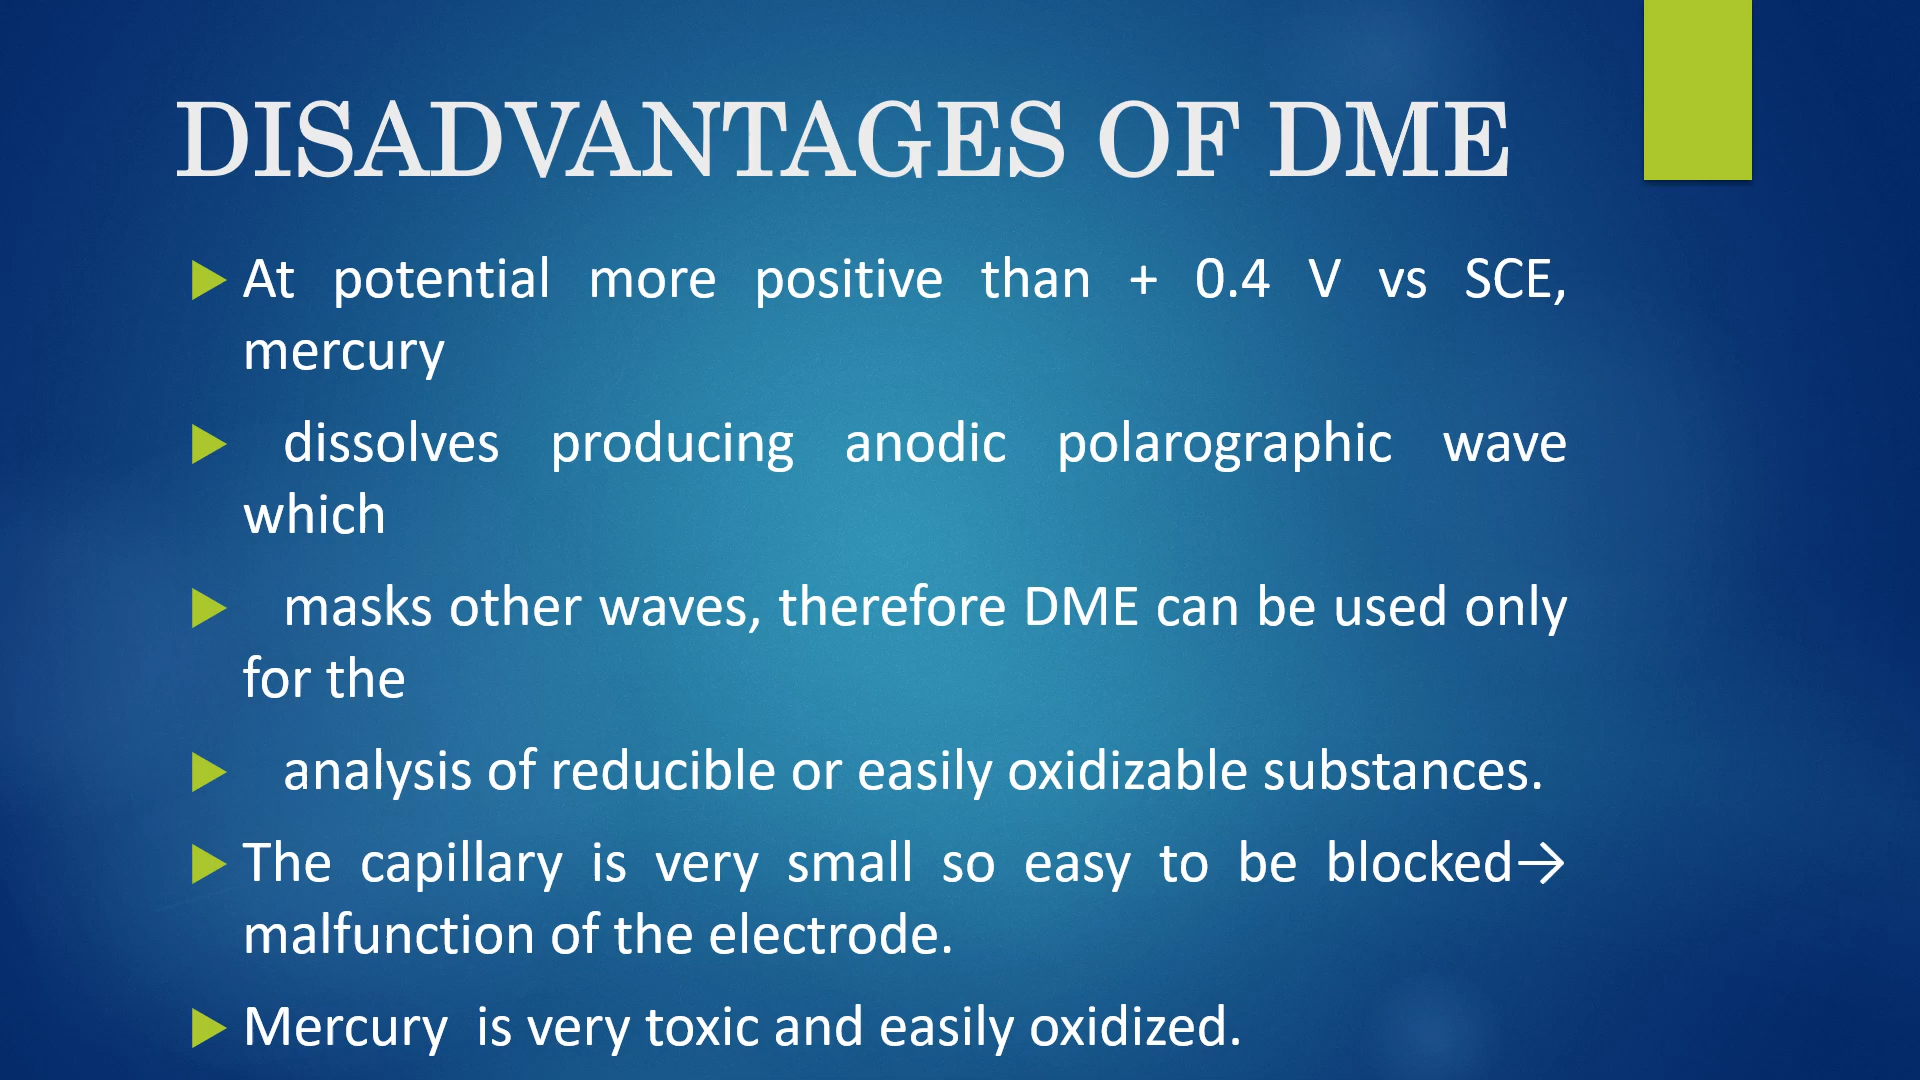 DISADVANTAGES OF DME
At potential more positive than + 0.4 V vs SCE,
mercury
dissolves producing anodic polarographic wave
which
masks other waves, therefore DME can be used only
for the
analysis of reducible or easily oxidizable substances.
The capillary is very small so easy to be blocked→
malfunction of the electrode.
Mercury is very toxic and easily oxidized.